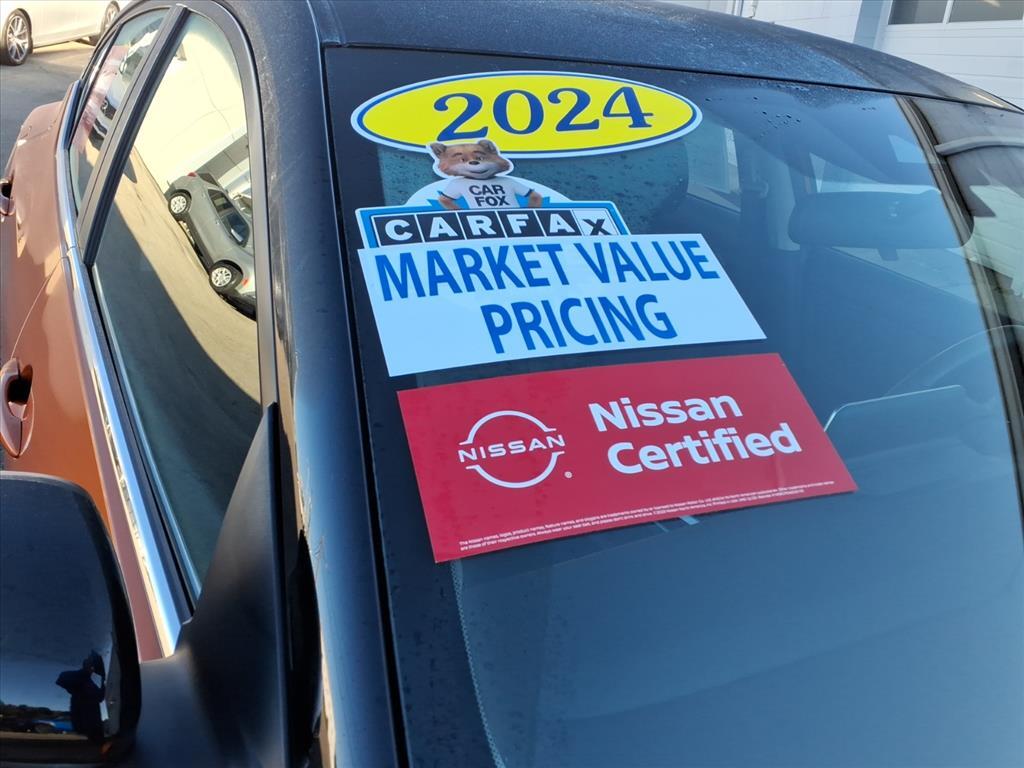 2024
CAR
FOX
CARFAX
MARKET VALUE
PRICING
NISSAN
®
Nissan
Certified